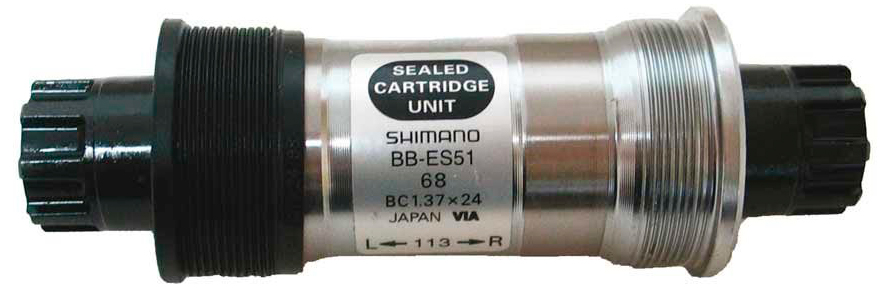 SEALED
CARTRIDGE
UNIT
SHIMANO
BB-ES51
68
BC1.37×24
JAPAN VIA
L←113→R